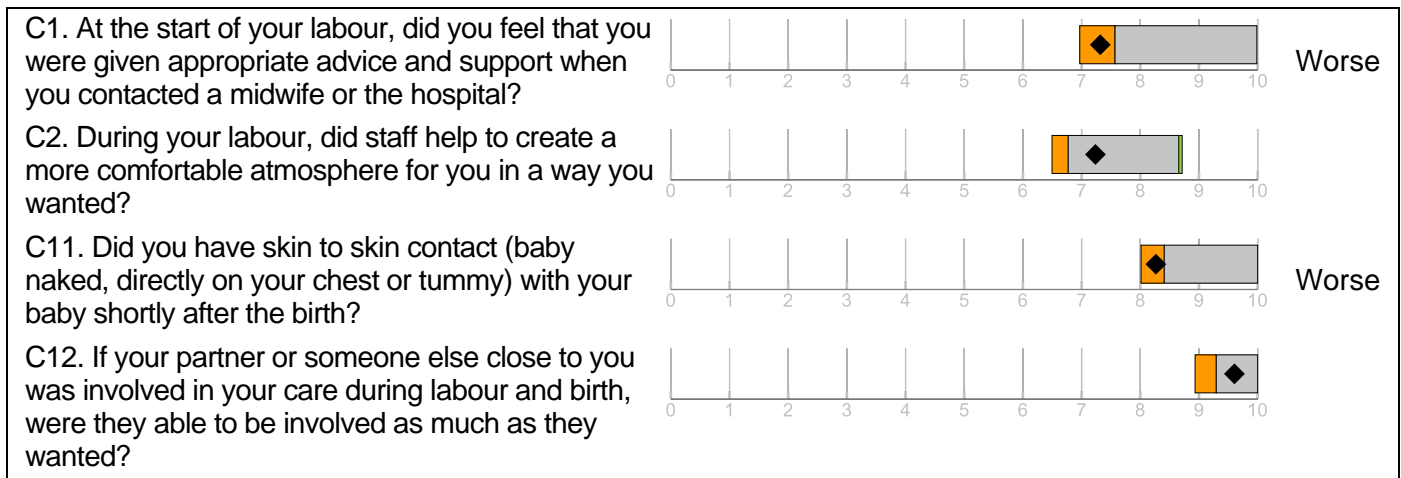 C1. At the start of your labour, did you feel that you
were given appropriate advice and support when
you contacted a midwife or the hospital?
0 1 2 3 4 5 6 7 8 9 10
Worse
C2. During your labour, did staff help to create a
more comfortable atmosphere for you in a way you
wanted?
0 1 2 3 4 5 6 7 8 9 10
C11. Did you have skin to skin contact (baby
naked, directly on your chest or tummy) with your
baby shortly after the birth?
0 1 2 3 4 5 6 7 8 9 10
Worse
C12. If your partner or someone else close to you
was involved in your care during labour and birth,
were they able to be involved as much as they
wanted?
0 1 2 3 4 5 6 7 8 9 10